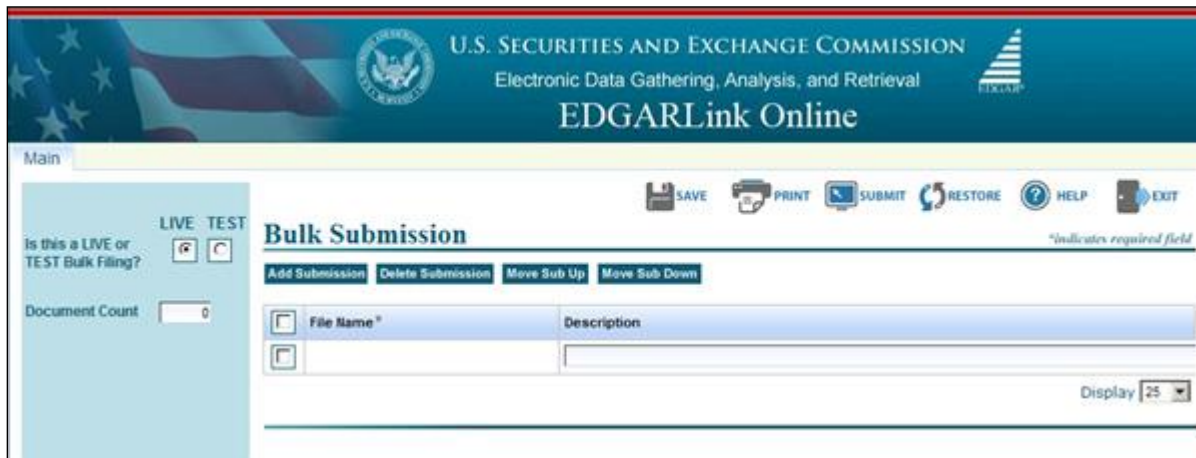 U.S. SECURITIES AND EXCHANGE COMMISSION
Electronic Data Gathering, Analysis, and Retrieval
EDGAR®
EDGARLink Online
Main
SAVE PRINT SUBMIT RESTORE HELP EXIT
LIVE TEST
Is this a LIVE or
TEST Bulk Filing?
Bulk Submission
*indicates required field
Add Submission Delete Submission Move Sub Up Move Sub Down
Document Count 0
File Name* Description
Display 25